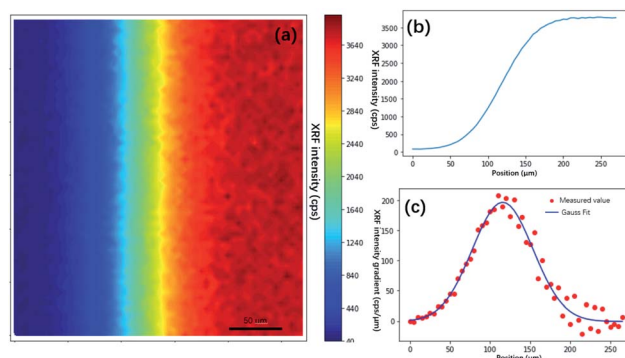 (a)
50 um
3640
3240
2840
2440
2040
1640
1240
840
440
40
XRF intensity (cps)
(b)
3500
3000
2500
2000
1500
1000
500
0
XRF intensity (cps)
0 50 100 150 200 250
Position (μm)
(c)
Measured value
Gauss Fit
200
150
100
50
0
XRF intensity gradient (cps/μm)
0 50 100 150 200 250
Position (μm)